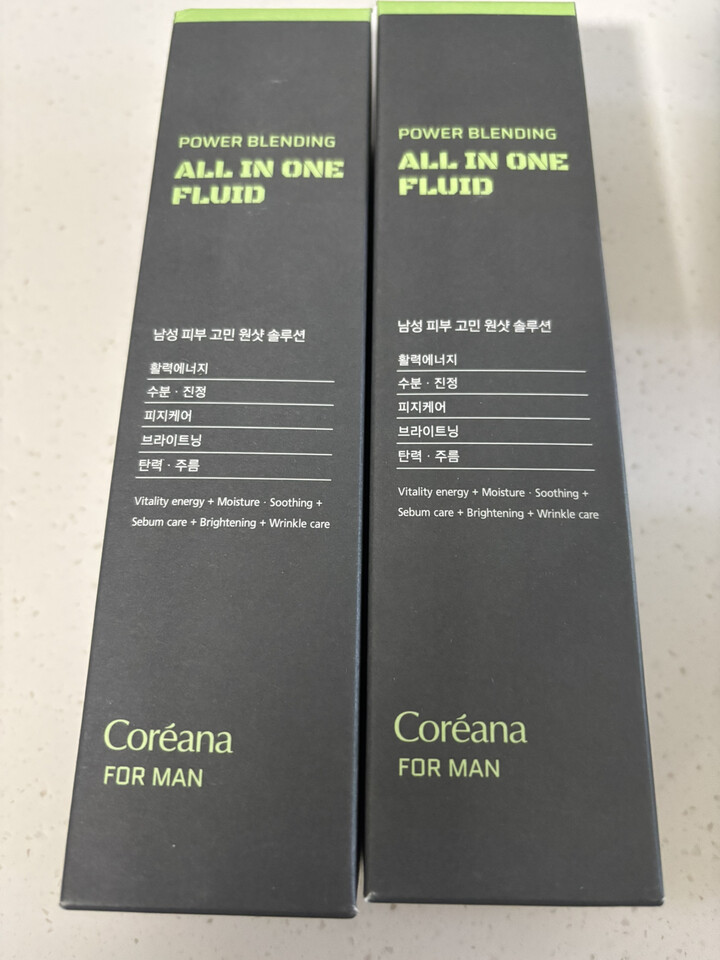 POWER BLENDING
ALL IN ONE
FLUID
남성 피부 고민 원샷 솔루션
활력에너지
수분 · 진정
피지케어
브라이트닝
탄력 · 주름
Vitality energy + Moisture · Soothing +
Sebum care + Brightening + Wrinkle care
Coréana
FOR MAN
POWER BLENDING
ALL IN ONE
FLUID
남성 피부 고민 원샷 솔루션
활력에너지
수분 · 진정
피지케어
브라이트닝
탄력 · 주름
Vitality energy + Moisture · Soothing +
Sebum care + Brightening + Wrinkle care
Coréana
FOR MAN